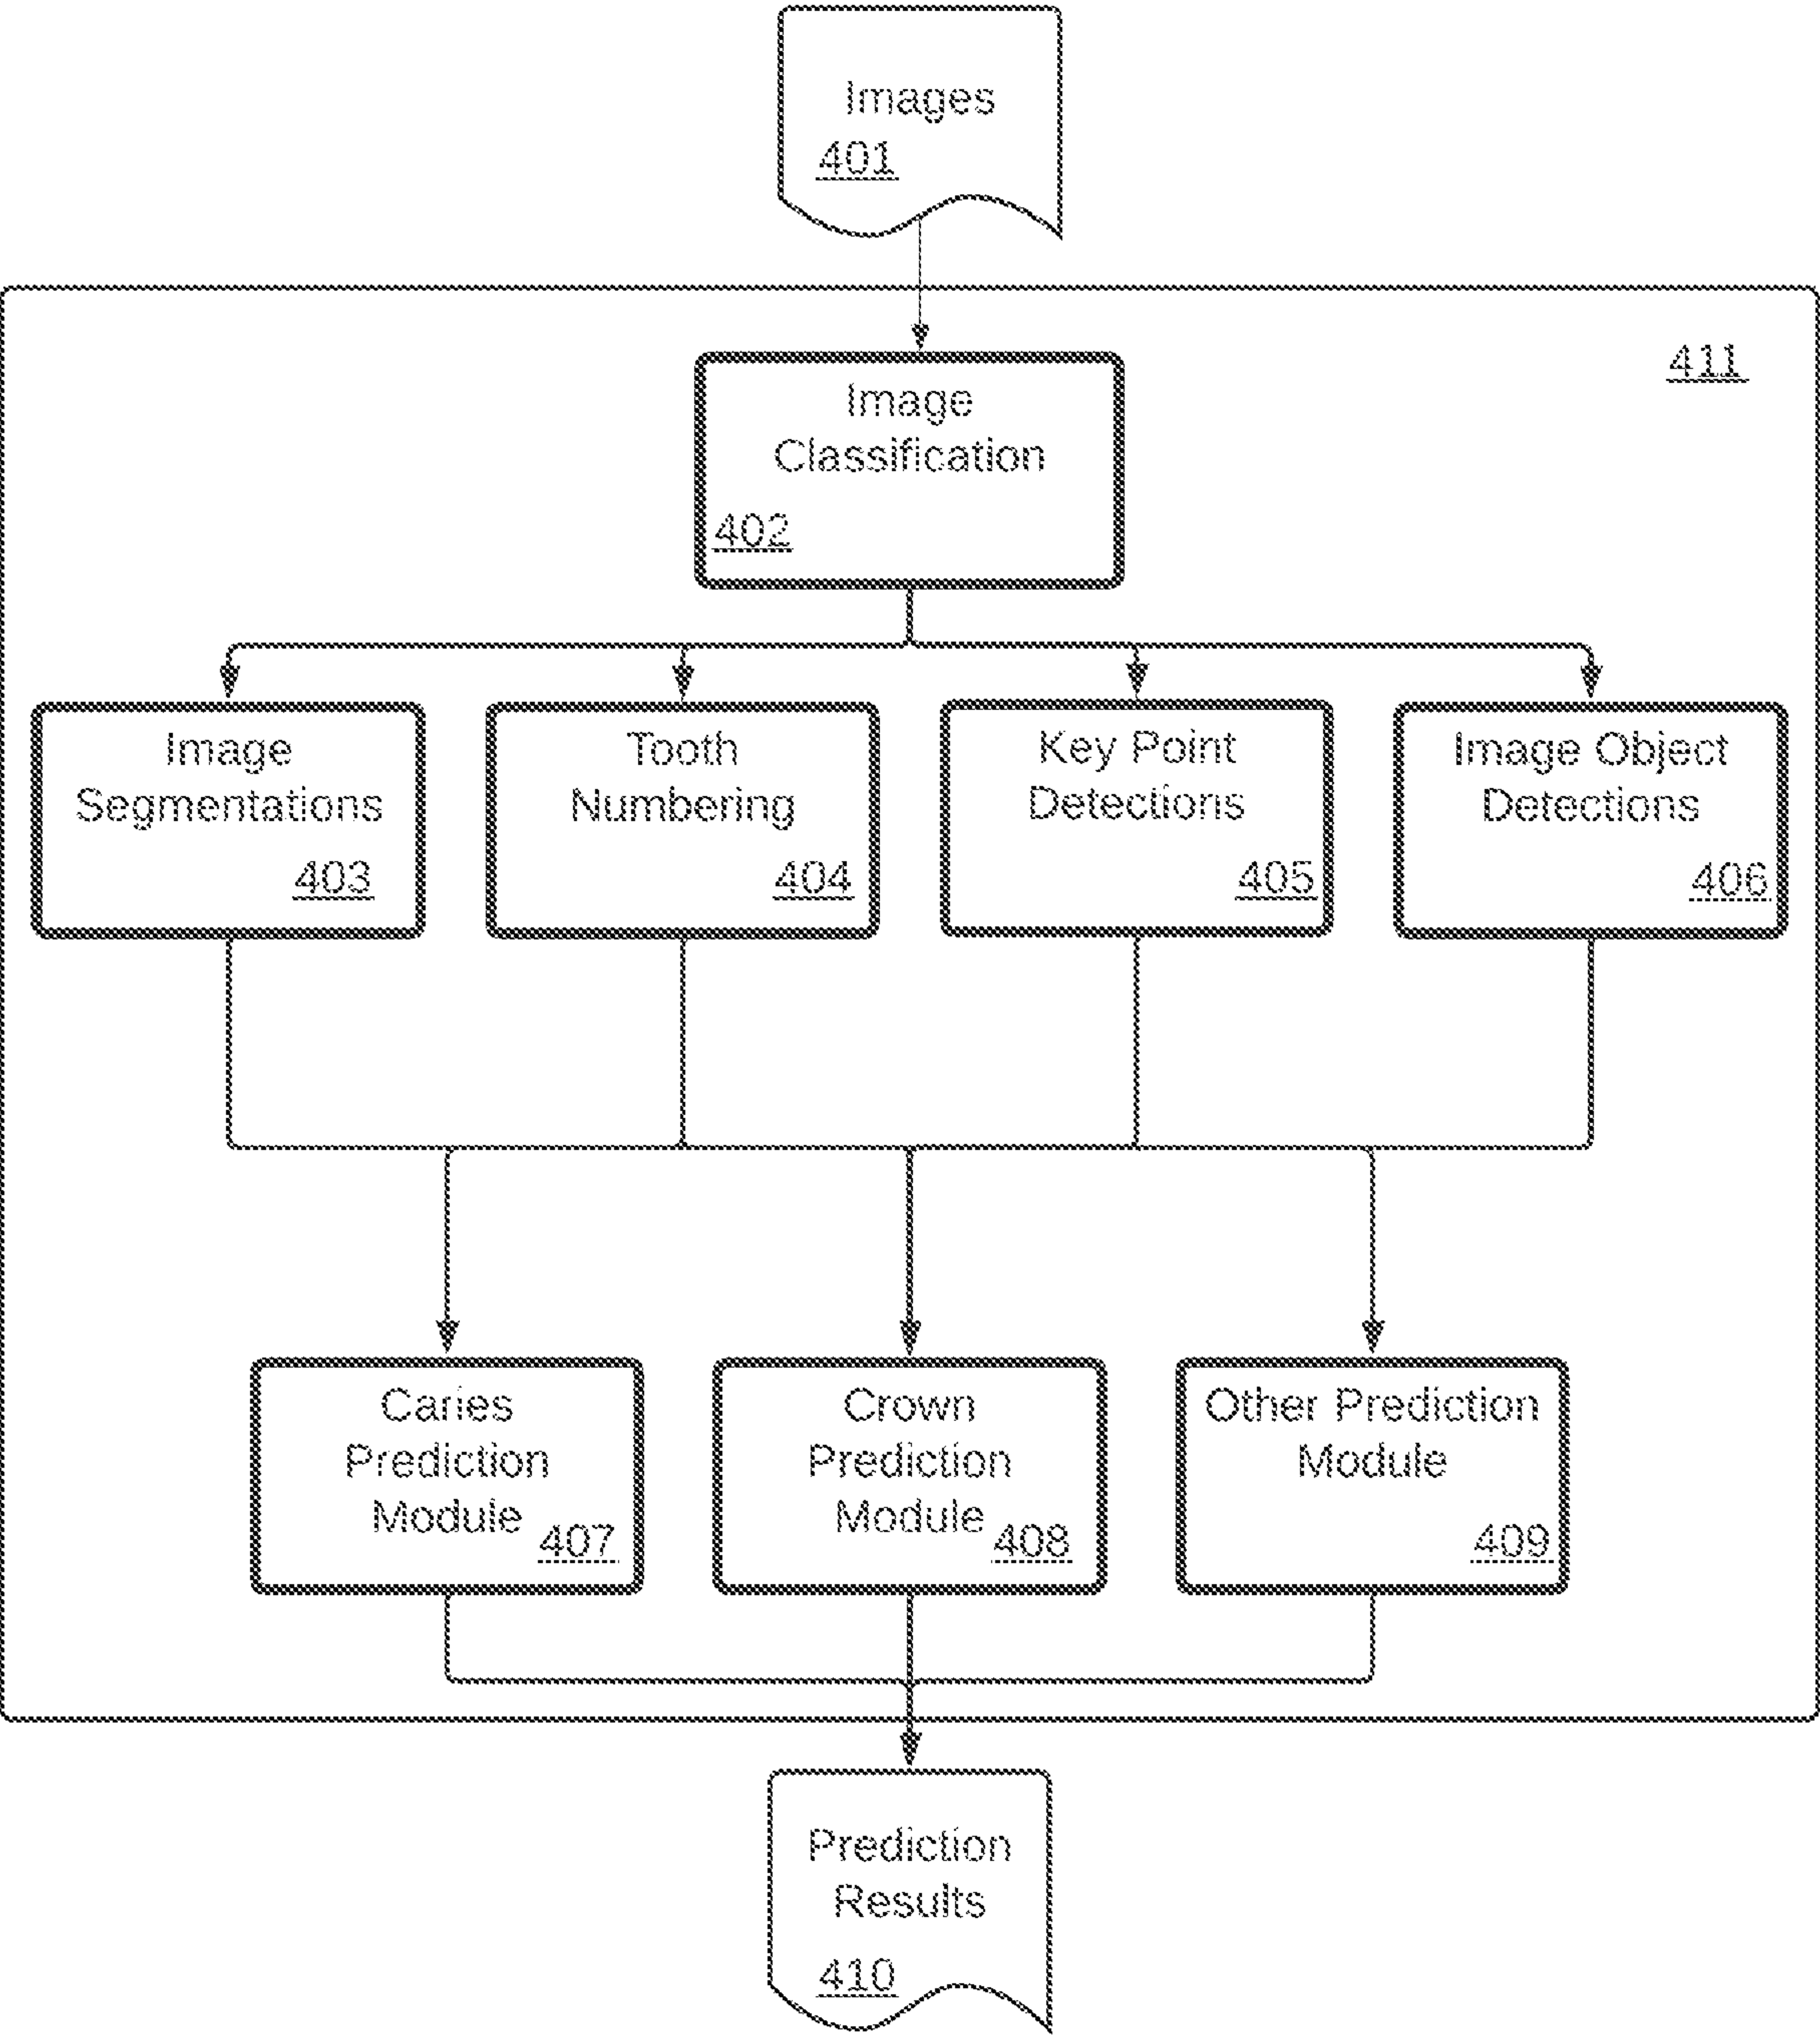 Images
401
411
Image
Classification
402
Image
Segmentations
403
Tooth
Numbering
404
Key Point
Detections
405
Image Object
Detections
406
Caries
Prediction
Module
407
Crown
Prediction
Module
408
Other Prediction
Module
409
Prediction
Results
410